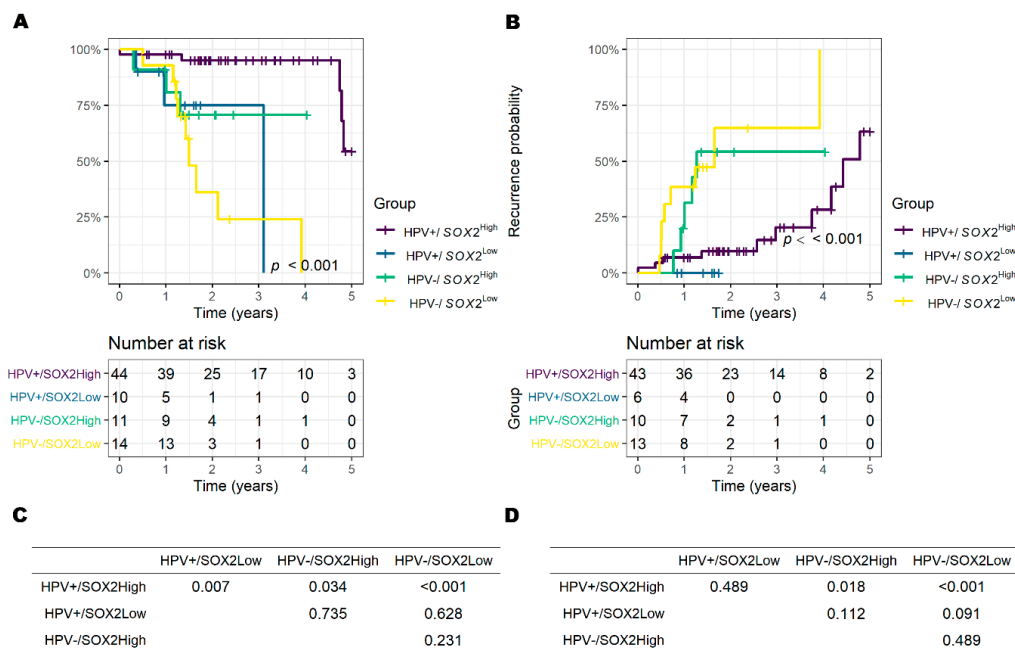 A
100%
75%
50%
25%
0%
p < 0.001
0 1 2 3 4 5
Time (years)
Group
HPV+/ SOX2High
HPV+/ SOX2Low
HPV-/ SOX2High
HPV-/ SOX2Low
Number at risk
HPV+/SOX2High 44 39 25 17 10 3
HPV+/SOX2Low 10 5 1 1 0 0
HPV-/SOX2High 11 9 4 1 1 0
HPV-/SOX2Low 14 13 3 1 0 0
0 1 2 3 4 5
Time (years)
B
Recurrence probability
100%
75%
50%
25%
0%
p < < 0.001
0 1 2 3 4 5
Time (years)
Group
HPV+/ SOX2High
HPV+/ SOX2Low
HPV-/ SOX2High
HPV-/ SOX2Low
Number at risk
Group
HPV+/SOX2High 43 36 23 14 8 2
HPV+/SOX2Low 6 4 0 0 0 0
HPV-/SOX2High 10 7 2 1 1 0
HPV-/SOX2Low 13 8 2 1 0 0
0 1 2 3 4 5
Time (years)
C
HPV+/SOX2Low HPV-/SOX2High HPV-/SOX2Low
HPV+/SOX2High 0.007 0.034 <0.001
HPV+/SOX2Low 0.735 0.628
HPV-/SOX2High 0.231
D
HPV+/SOX2Low HPV-/SOX2High HPV-/SOX2Low
HPV+/SOX2High 0.489 0.018 <0.001
HPV+/SOX2Low 0.112 0.091
HPV-/SOX2High 0.489